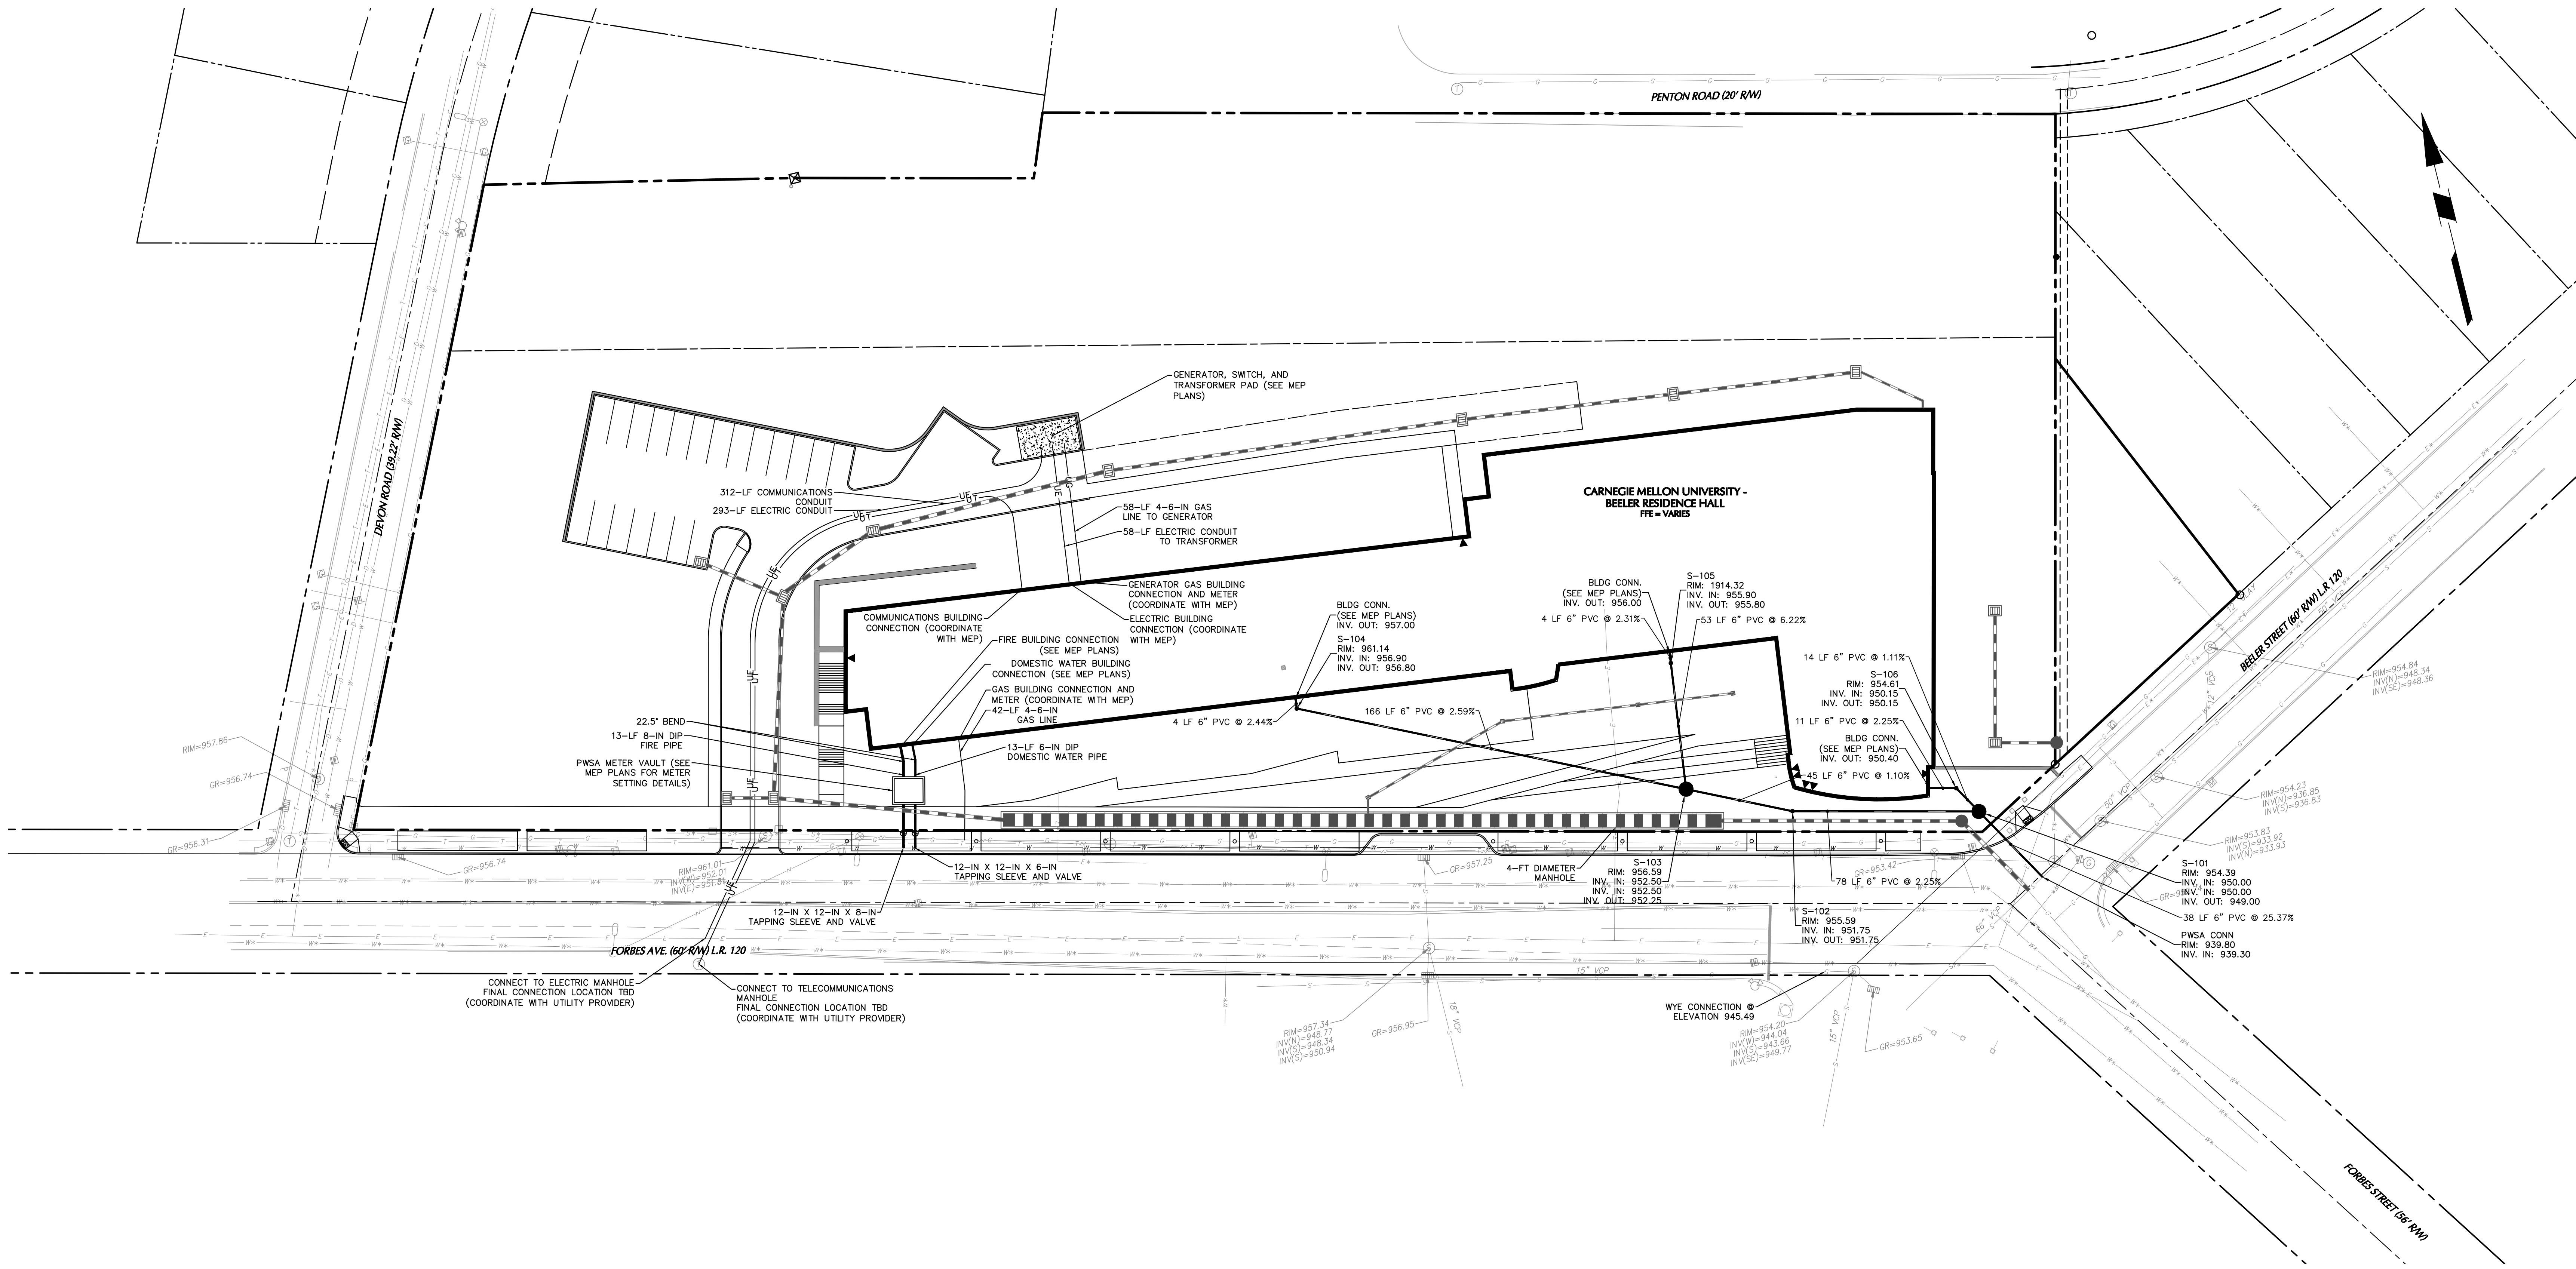 PENTON ROAD (20' R/W)
DEVON ROAD (39.22' R/W)
GENERATOR, SWITCH, AND
TRANSFORMER PAD (SEE MEP
PLANS)
312-LF COMMUNICATIONS
CONDUIT
293-LF ELECTRIC CONDUIT
58-LF 4-6-IN GAS
LINE TO GENERATOR
58-LF ELECTRIC CONDUIT
TO TRANSFORMER
CARNEGIE MELLON UNIVERSITY -
BEELER RESIDENCE HALL
FFE = VARIES
GENERATOR GAS BUILDING
CONNECTION AND METER
(COORDINATE WITH MEP)
ELECTRIC BUILDING
CONNECTION (COORDINATE
WITH MEP)
COMMUNICATIONS BUILDING
CONNECTION (COORDINATE
WITH MEP)
FIRE BUILDING CONNECTION
(SEE MEP PLANS)
DOMESTIC WATER BUILDING
CONNECTION (SEE MEP PLANS)
GAS BUILDING CONNECTION AND
METER (COORDINATE WITH MEP)
42-LF 4-6-IN
GAS LINE
22.5° BEND
13-LF 8-IN DIP
FIRE PIPE
PWSA METER VAULT (SEE
MEP PLANS FOR METER
SETTING DETAILS)
13-LF 6-IN DIP
DOMESTIC WATER PIPE
BLDG CONN.
(SEE MEP PLANS)
INV. OUT: 957.00
S-104
RIM: 961.14
INV. IN: 956.90
INV. OUT: 956.80
4 LF 6" PVC @ 2.44%
166 LF 6" PVC @ 2.59%
BLDG CONN.
(SEE MEP PLANS)
INV. OUT: 956.00
4 LF 6" PVC @ 2.31%
S-105
RIM: 1914.32
INV. IN: 955.90
INV. OUT: 955.80
53 LF 6" PVC @ 6.22%
14 LF 6" PVC @ 1.11%
S-106
RIM: 954.61
INV. IN: 950.15
INV. OUT: 950.15
11 LF 6" PVC @ 2.25%
BLDG CONN.
(SEE MEP PLANS)
INV. OUT: 950.40
45 LF 6" PVC @ 1.10%
BEELER STREET (60' R/W) L.R 120
RIM=954.84
INV(N)=948.34
INV(SE)=948.36
RIM=954.23
INV(N)=936.85
INV(S)=936.83
RIM=953.83
INV(S)=933.92
INV(N)=933.93
RIM=957.86
GR=956.74
GR=956.31
GR=956.74
RIM=961.01
INV(W)=952.01
INV(E)=951.81
12-IN X 12-IN X 6-IN
TAPPING SLEEVE AND VALVE
12-IN X 12-IN X 8-IN
TAPPING SLEEVE AND VALVE
GR=957.25
4-FT DIAMETER
MANHOLE
S-103
RIM: 956.59
INV. IN: 952.50
INV. IN: 952.50
INV. OUT: 952.25
GR=953.42
78 LF 6" PVC @ 2.25%
S-102
RIM: 955.59
INV. IN: 951.75
INV. OUT: 951.75
S-101
RIM: 954.39
INV. IN: 950.00
INV. IN: 950.00
INV. OUT: 949.00
38 LF 6" PVC @ 25.37%
PWSA CONN
RIM: 939.80
INV. IN: 939.30
FORBES AVE. (60' R/W) L.R. 120
CONNECT TO ELECTRIC MANHOLE
FINAL CONNECTION LOCATION TBD
(COORDINATE WITH UTILITY PROVIDER)
CONNECT TO TELECOMMUNICATIONS
MANHOLE
FINAL CONNECTION LOCATION TBD
(COORDINATE WITH UTILITY PROVIDER)
15" VCP
66" VCP
18" VCP
15" VCP
WYE CONNECTION @
ELEVATION 945.49
RIM=957.34
INV(N)=948.77
INV(S)=948.34
INV(S)=950.94
GR=956.95
RIM=954.20
INV(W)=944.04
INV(S)=943.66
INV(SE)=949.77
GR=953.65
FORBES STREET (56' R/W)